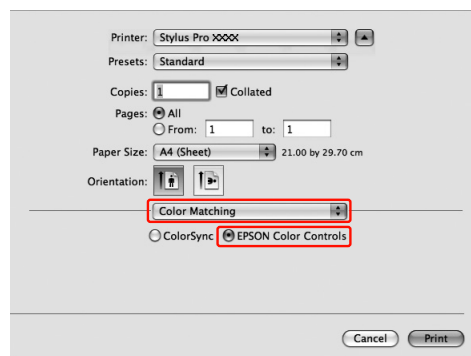 Printer: Stylus Pro XXXX
Presets: Standard
Copies: 1 Collated
Pages: All
From: 1 to: 1
Paper Size: A4 (Sheet) 21.00 by 29.70 cm
Orientation:
Color Matching
ColorSync EPSON Color Controls
Cancel Print